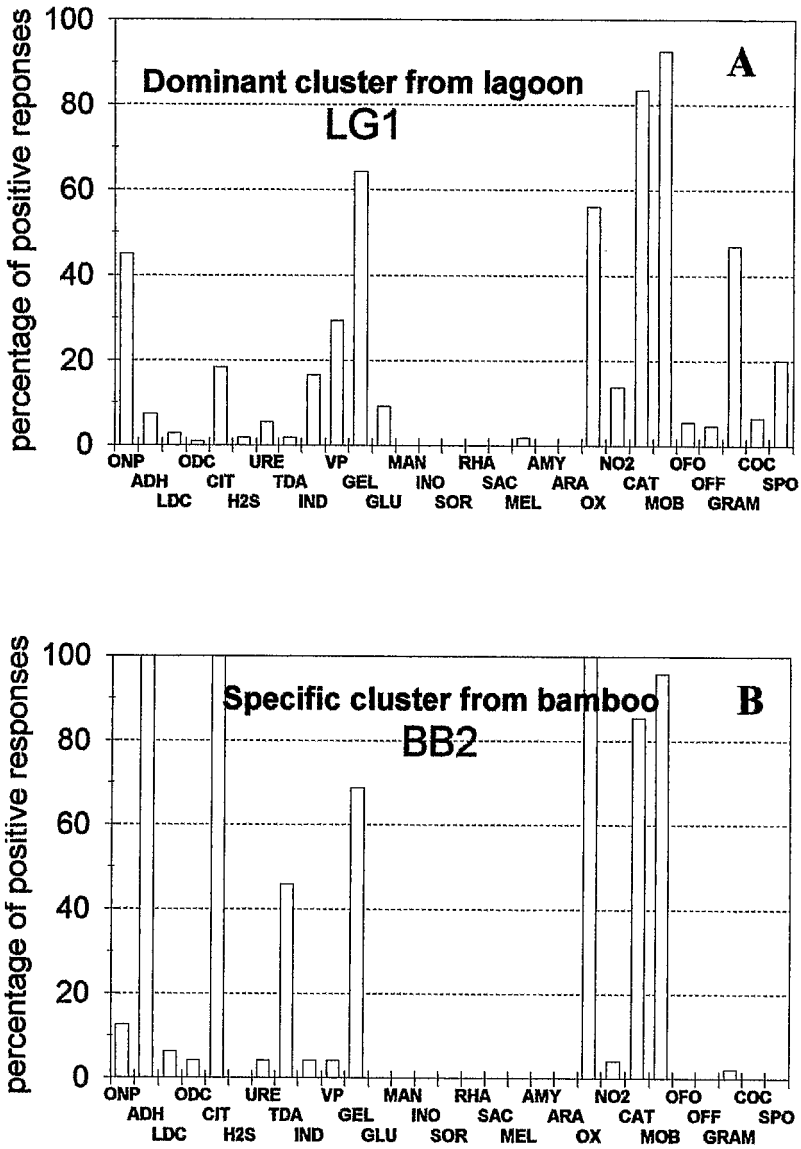 percentage of positive reponses
100
80
60
40
20
0
A
Dominant cluster from lagoon
LG1
ONP ODC URE VP MAN RHA AMY NO2 OFO COC
ADH CIT TDA GEL INO SAC ARA CAT OFF SPO
LDC H2S IND GLU SOR MEL OX MOB GRAM
percentage of positive responses
100
80
60
40
20
0
Specific cluster from bamboo
B
BB2
ONP ODC URE VP MAN RHA AMY NO2 OFO COC
ADH CIT TDA GEL INO SAC ARA CAT OFF SPO
LDC H2S IND GLU SOR MEL OX MOB GRAM